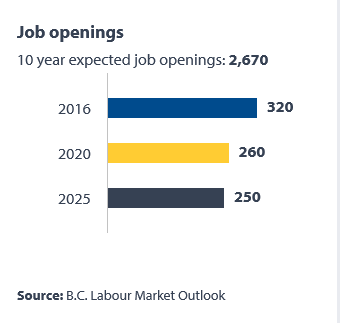 Job openings
10 year expected job openings: 2,670
2016 320
2020 260
2025 250
Source: B.C. Labour Market Outlook